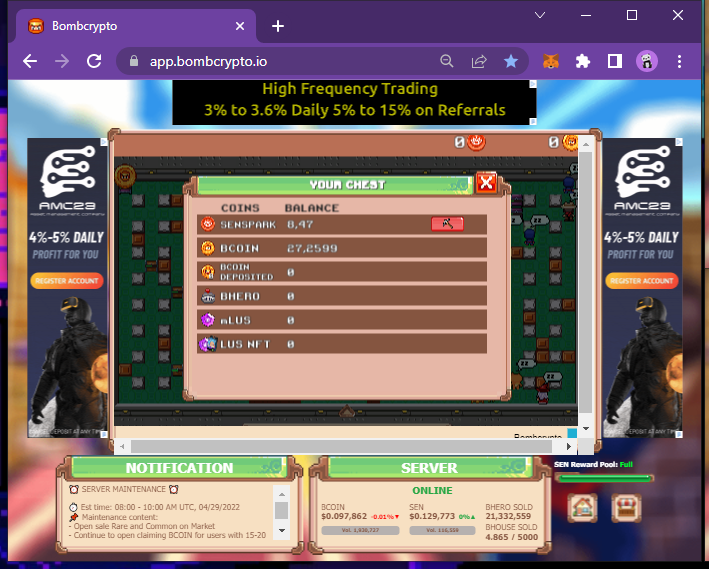 Bombcrypto
app.bombcrypto.io
High Frequency Trading
3% to 3.6% Daily 5% to 15% on Referrals
0
0
AMC23
4%-5% DAILY
PROFIT FOR YOU
REGISTER ACCOUNT
YOUR CHEST
COINS BALANCE
SENSPARK 8,47
BCOIN 27,2599
BCOIN
DEPOSITED 0
BHERO 0
mLUS 0
LUS NFT 0
AMC23
4%-5% DAILY
PROFIT FOR YOU
REGISTER ACCOUNT
Bombcrypto
NOTIFICATION
SERVER MAINTENANCE
Est time: 08:00 - 10:00 AM UTC, 04/29/2022
Maintenance content:
- Open sale Rare and Common on Market
- Continue to open claiming BCOIN for users with 15-20
SERVER
ONLINE
BCOIN SEN BHERO SOLD
$0.097,862 -0.01%▼ $0.129,773 0%▲ 21,332,559
BHOUSE SOLD
4.865 / 5000
SEN Reward Pool: Full